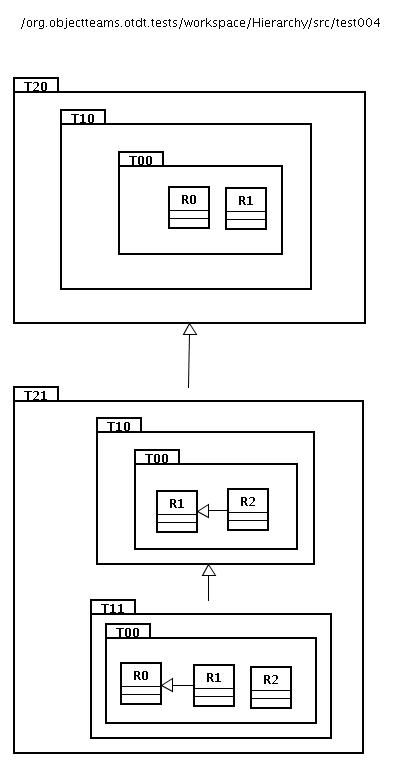 /org.objectteams.otdt.tests/workspace/Hierarchy/src/test004
T20
T10
T00
R0 R1
T21
T10
T00
R1 R2
T11
T00
R0 R1 R2